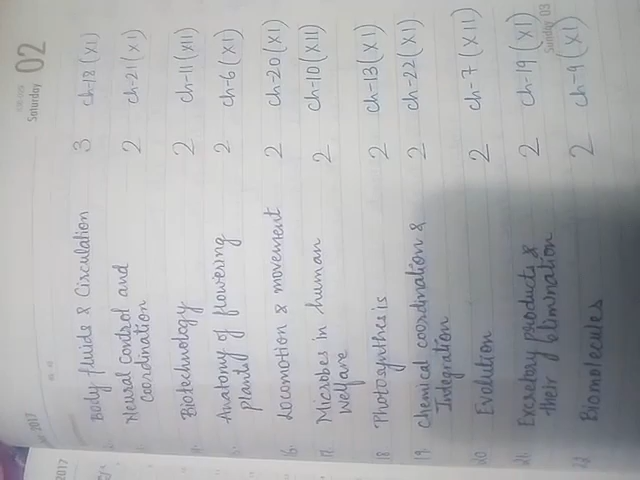 Saturday 02
Body fluids & Circulation 3 ch-18 (XI)
Neural Control and 2 ch-21 (XI)
Coordination
Biotechnology 2 ch-11 (XII)
Anatomy of flowering 2 ch-6 (XI)
plants
16. Locomotion & movement 2 ch-20 (XI)
17. Microbes in human 2 ch-10 (XII)
Welfare
18 Photosynthesis 2 ch-13 (XI)
19. Chemical coordination & 2 ch-22 (XI)
Integration
20 Evolution 2 ch-7 (XII)
21. Excretory products & 2 ch-19 (XI)
their Elimination
Sunday 03
22 Biomolecules 2 ch-9 (XI)
2017
2017